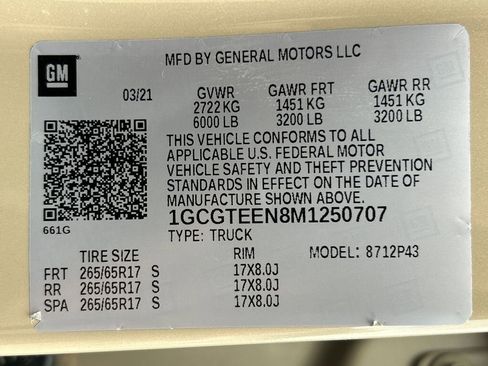 GM
MFD BY GENERAL MOTORS LLC
03/21 GVWR GAWR FRT GAWR RR
2722 KG 1451 KG 1451 KG
6000 LB 3200 LB 3200 LB
THIS VEHICLE CONFORMS TO ALL
APPLICABLE U.S. FEDERAL MOTOR
VEHICLE SAFETY AND THEFT PREVENTION
STANDARDS IN EFFECT ON THE DATE OF
MANUFACTURE SHOWN ABOVE.
661G 1GCGTEEN8M1250707
TYPE: TRUCK
TIRE SIZE RIM MODEL: 8712P43
FRT 265/65R17 S 17X8.0J
RR 265/65R17 S 17X8.0J
SPA 265/65R17 S 17X8.0J